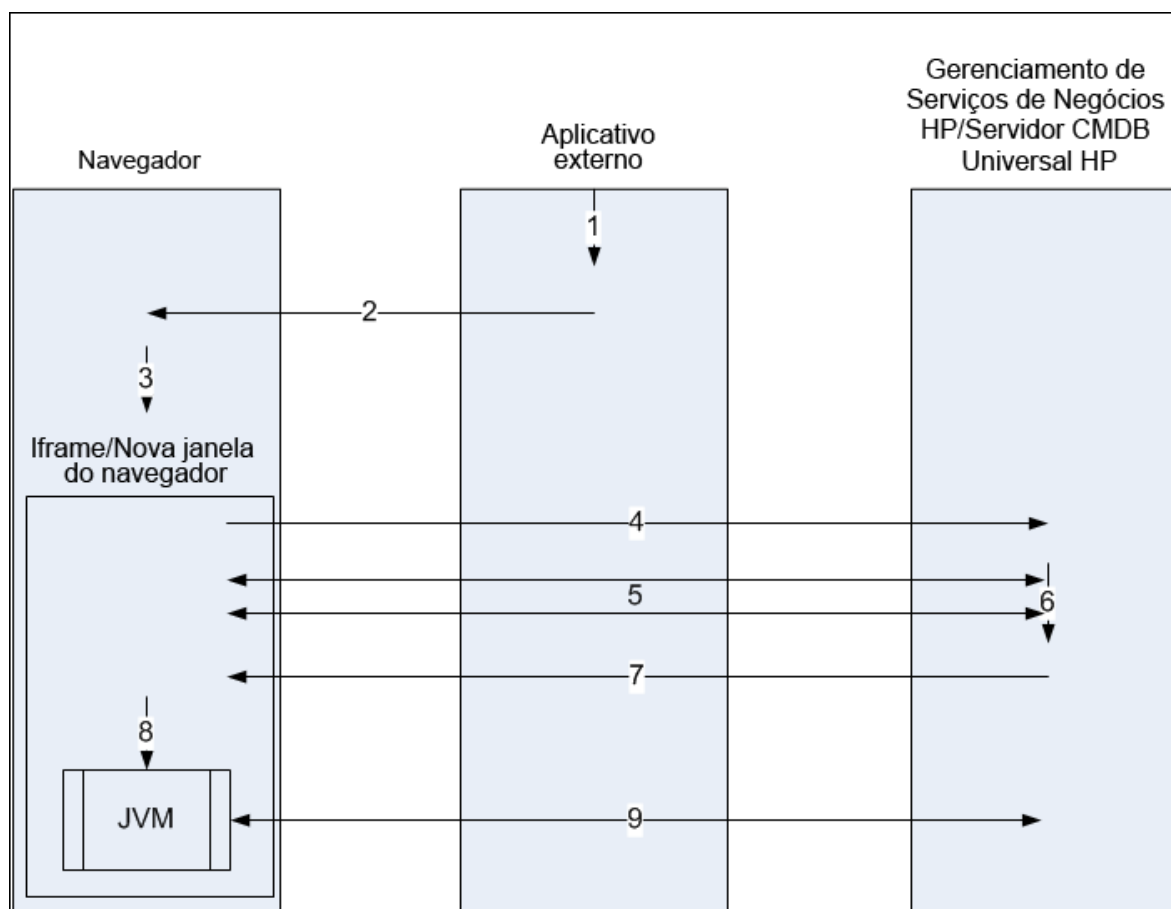 Gerenciamento de
Serviços de Negócios
HP/Servidor CMDB
Universal HP
Aplicativo
externo
Navegador
1
2
3
Iframe/Nova janela
do navegador
4
5
6
7
8
JVM
9